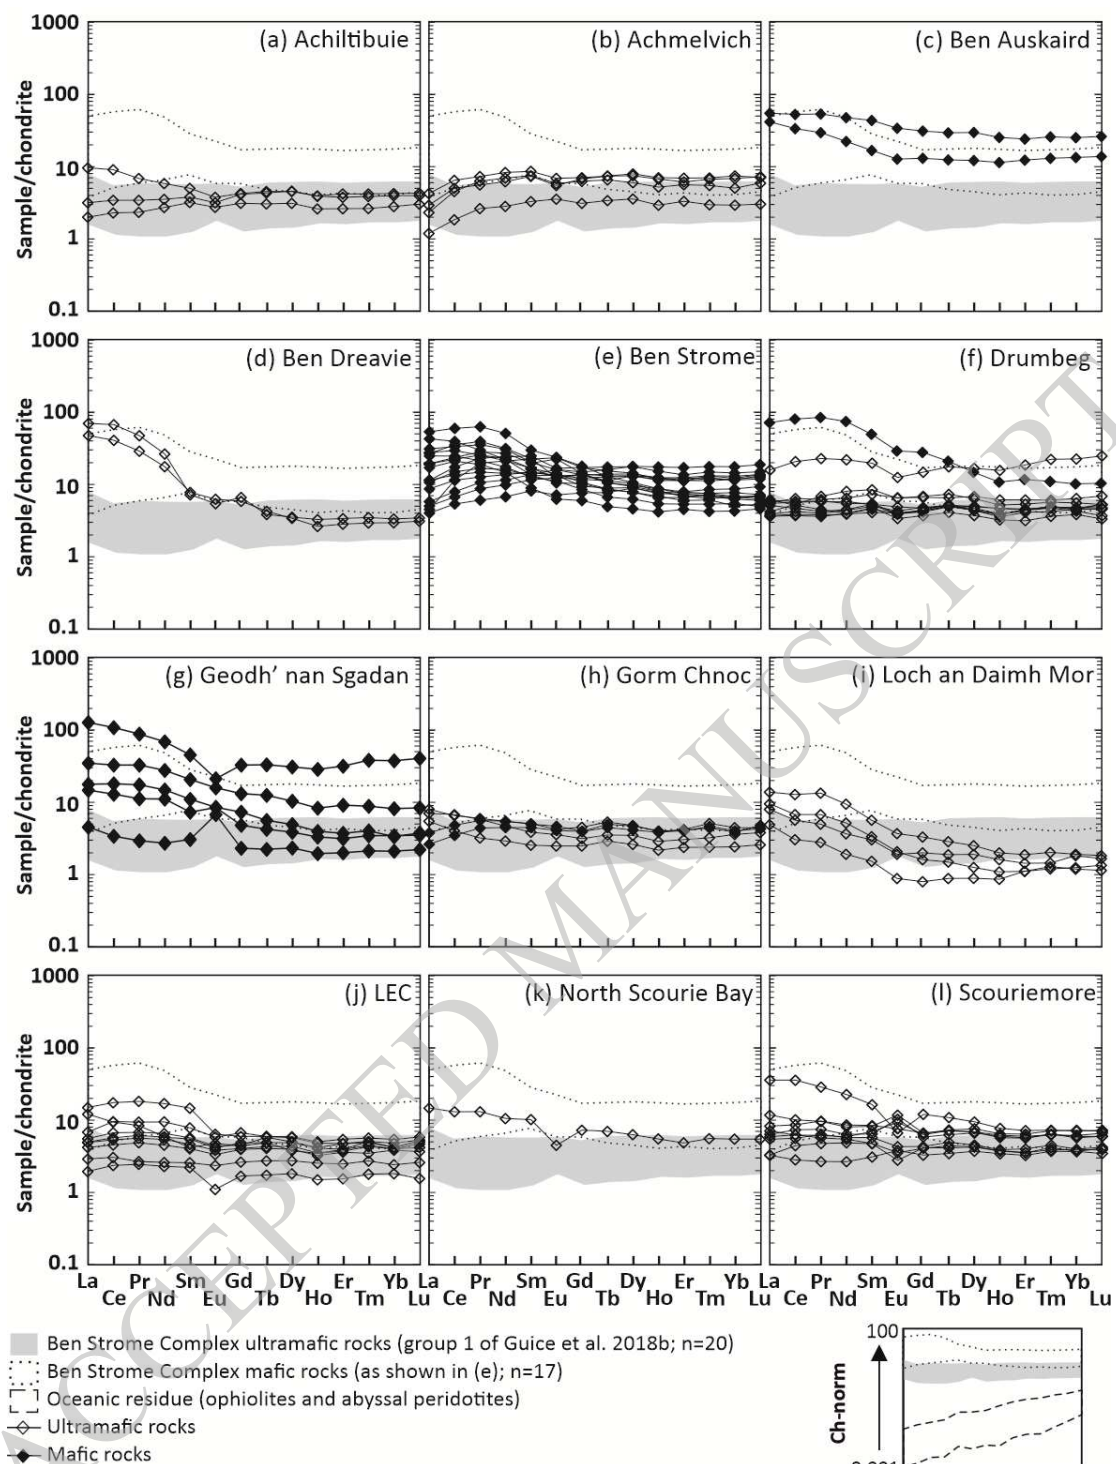 1000
100
10
1
0.1
Sample/chondrite
(a) Achiltibuie
(b) Achmelvich
(c) Ben Auskaird
1000
100
10
1
0.1
Sample/chondrite
(d) Ben Dreavie
(e) Ben Strome
(f) Drumbeg
1000
100
10
1
0.1
Sample/chondrite
(g) Geodh' nan Sgadan
(h) Gorm Chnoc
(i) Loch an Daimh Mor
1000
100
10
1
0.1
Sample/chondrite
(j) LEC
(k) North Scourie Bay
(l) Scouriemore
La Ce Pr Nd Sm Eu Gd Tb Dy Ho Er Tm Yb Lu
La Ce Pr Nd Sm Eu Gd Tb Dy Ho Er Tm Yb Lu
La Ce Pr Nd Sm Eu Gd Tb Dy Ho Er Tm Yb Lu
Ben Strome Complex ultramafic rocks (group 1 of Guice et al. 2018b; n=20)
Ben Strome Complex mafic rocks (as shown in (e); n=17)
Oceanic residue (ophiolites and abyssal peridotites)
Ultramafic rocks
Mafic rocks
100
Ch-norm
ACCEPTED MANUSCRIPT